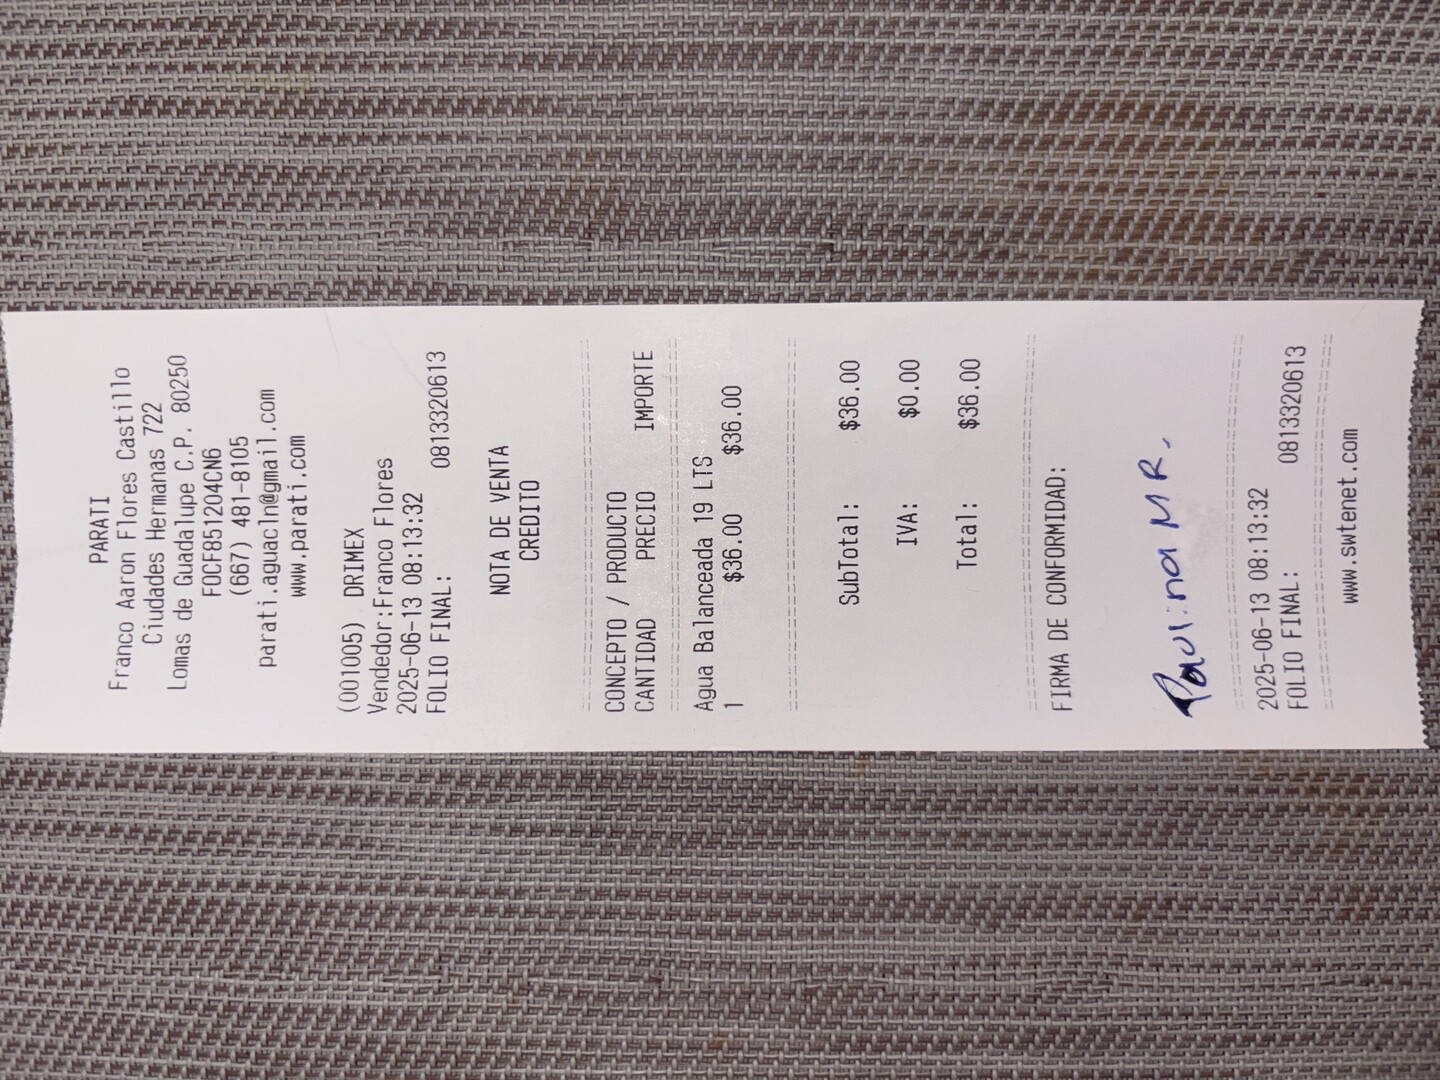 PARATI
Franco Aaron Flores Castillo
Ciudades Hermanas 722
Lomas de Guadalupe C.P. 80250
FOCF851204CN6
(667) 481-8105
parati.aguacln@gmail.com
www.parati.com
(001005) DRIMEX
Vendedor:Franco Flores
2025-06-13 08:13:32
FOLIO FINAL: 0813320613
NOTA DE VENTA
CREDITO
CONCEPTO / PRODUCTO
CANTIDAD PRECIO IMPORTE
Agua Balanceada 19 LTS
1 $36.00 $36.00
SubTotal: $36.00
IVA: $0.00
Total: $36.00
FIRMA DE CONFORMIDAD:
Paulina M R.
2025-06-13 08:13:32
FOLIO FINAL: 0813320613
www.swtenet.com